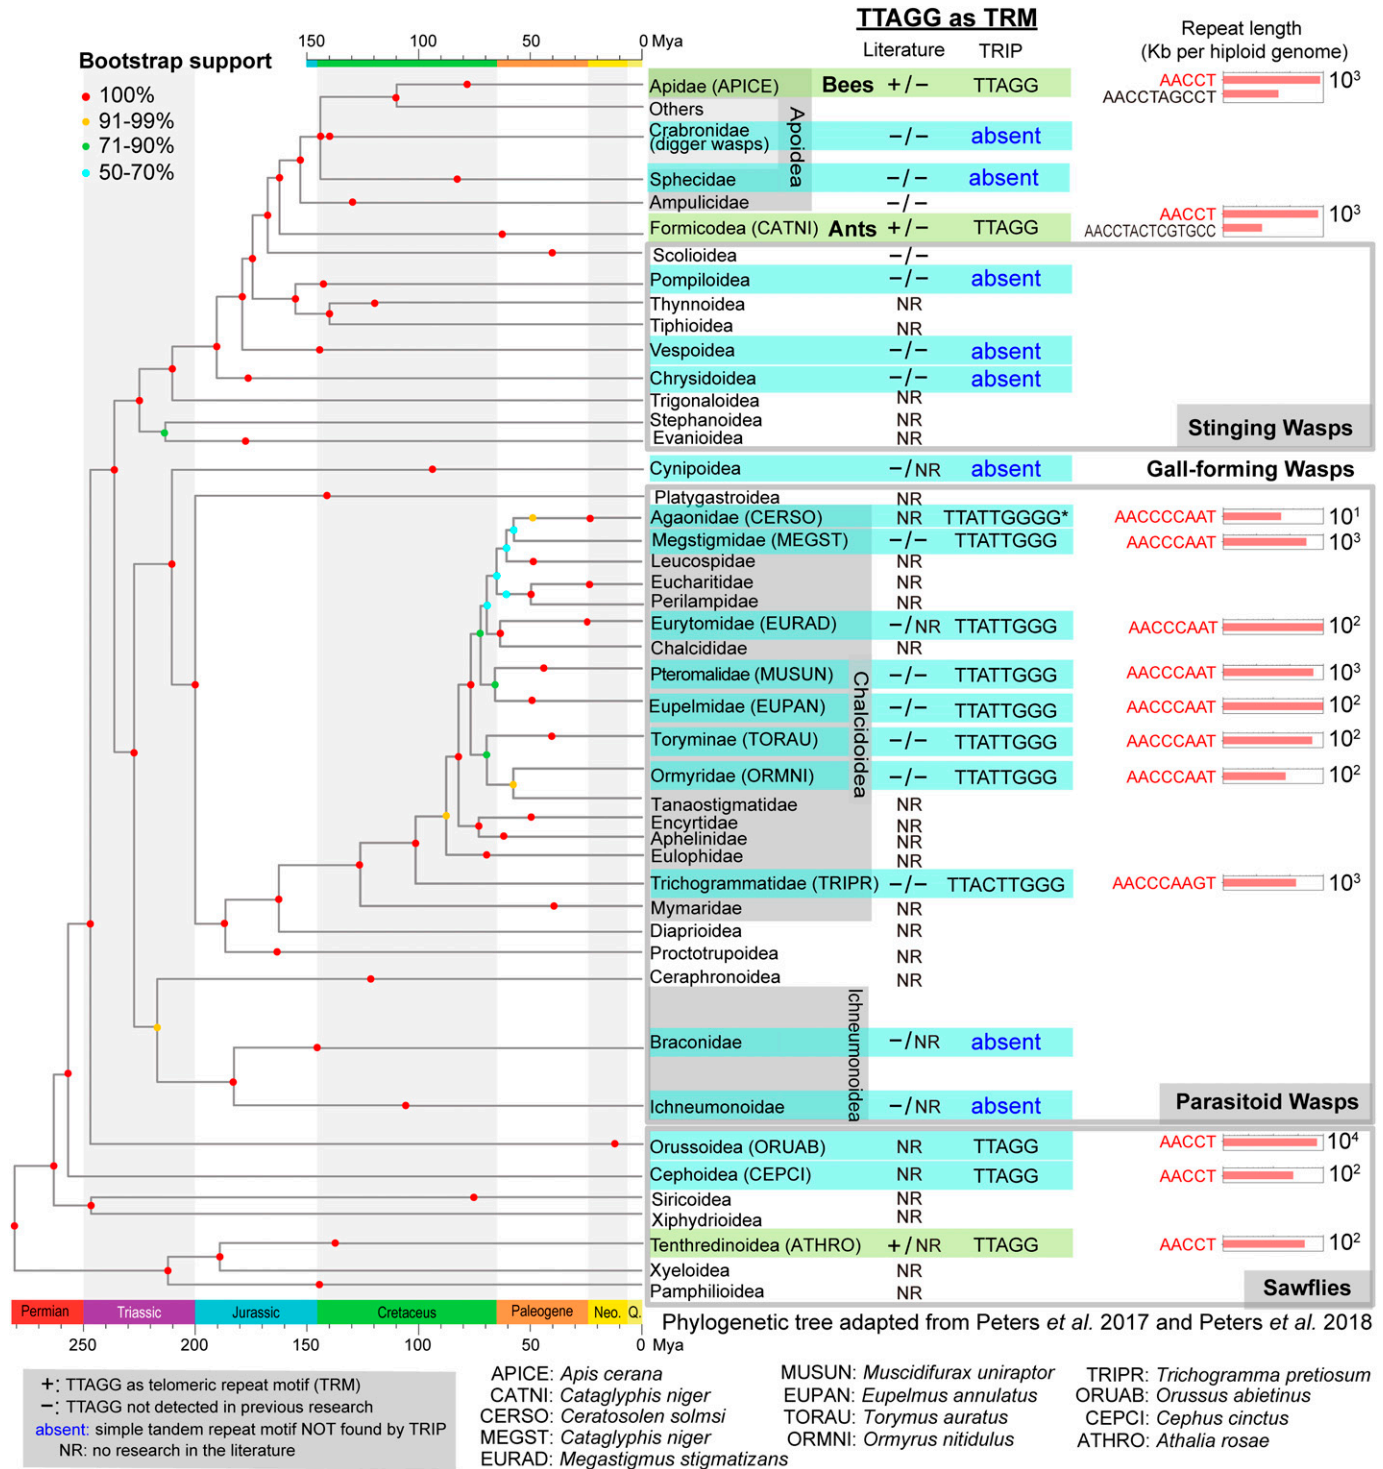 TTAGG as TRM
Literature TRIP
Repeat length
(Kb per hiploid genome)
Bootstrap support
100%
91-99%
71-90%
50-70%
150 100 50 0 Mya
Apidae (APICE) Bees +/− TTAGG AACCT 10³
AACCTAGCCT
Others
Crabronidae
(digger wasps) −/− absent
Sphecidae −/− absent
Ampulicidae −/−
Apoidea
Formicodea (CATNI) Ants +/− TTAGG AACCT 10³
AACCTACTCGTGCC
Scolioidea −/−
Pompiloidea −/− absent
Thynnoidea NR
Tiphioidea NR
Vespoidea −/− absent
Chrysidoidea −/− absent
Trigonaloidea NR
Stephanoidea NR
Evanioidea NR
Stinging Wasps
Cynipoidea −/NR absent Gall-forming Wasps
Platygastroidea NR
Agaonidae (CERSO) NR TTATTGGGG* AACCCCAAT 10¹
Megstigmidae (MEGST) −/− TTATTGGG AACCCAAT 10³
Leucospidae NR
Eucharitidae NR
Perilampidae NR
Eurytomidae (EURAD) −/NR TTATTGGG AACCCAAT 10²
Chalcididae NR
Pteromalidae (MUSUN) −/− TTATTGGG AACCCAAT 10³
Eupelmidae (EUPAN) −/− TTATTGGG AACCCAAT 10²
Toryminae (TORAU) −/− TTATTGGG AACCCAAT 10²
Ormyridae (ORMNI) −/− TTATTGGG AACCCAAT 10²
Chalcidoidea
Tanaostigmatidae NR
Encyrtidae NR
Aphelinidae NR
Eulophidae NR
Trichogrammatidae (TRIPR) −/− TTACTTGGG AACCCAAGT 10³
Mymaridae NR
Diaprioidea NR
Proctotrupoidea NR
Ceraphronoidea NR
Ichneumonoidea
Braconidae −/NR absent
Ichneumonoidae −/NR absent
Parasitoid Wasps
Orussoidea (ORUAB) NR TTAGG AACCT 10⁴
Cephoidea (CEPCI) NR TTAGG AACCT 10²
Siricoidea NR
Xiphydrioidea NR
Tenthredinoidea (ATHRO) +/NR TTAGG AACCT 10²
Xyeloidea NR
Pamphilioidea NR
Sawflies
Permian Triassic Jurassic Cretaceus Paleogene Neo. Q.
250 200 150 100 50 0 Mya
Phylogenetic tree adapted from Peters et al. 2017 and Peters et al. 2018
+: TTAGG as telomeric repeat motif (TRM)
−: TTAGG not detected in previous research
absent: simple tandem repeat motif NOT found by TRIP
NR: no research in the literature
APICE: Apis cerana
CATNI: Cataglyphis niger
CERSO: Ceratosolen solmsi
MEGST: Cataglyphis niger
EURAD: Megastigmus stigmatizans
MUSUN: Muscidifurax uniraptor
EUPAN: Eupelmus annulatus
TORAU: Torymus auratus
ORMNI: Ormyrus nitidulus
TRIPR: Trichogramma pretiosum
ORUAB: Orussus abietinus
CEPCI: Cephus cinctus
ATHRO: Athalia rosae